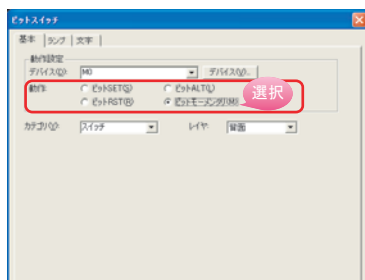 ビットスイッチ
基本 ランプ 文字
動作設定
デバイス(D): M0 デバイス(V)...
動作: ビットSET(S) ビットALT(L)
ビットRST(R) ビットモーメンタリ(M)
選択
カテゴリ(O): スイッチ レイヤ: 背面